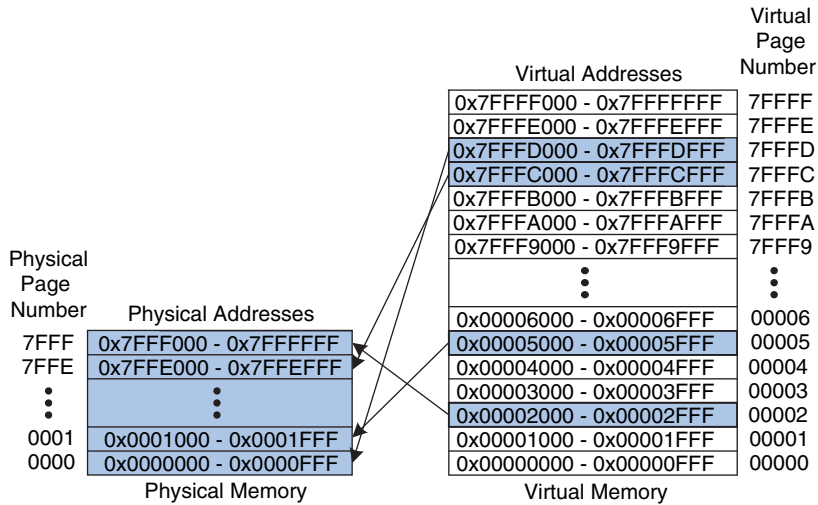 Virtual
Page
Number
Virtual Addresses
0x7FFFF000 - 0x7FFFFFFF 7FFFF
0x7FFFE000 - 0x7FFFEFFF 7FFFE
0x7FFFD000 - 0x7FFFDFFF 7FFFD
0x7FFFC000 - 0x7FFFCFFF 7FFFC
0x7FFFB000 - 0x7FFFBFFF 7FFFB
0x7FFFA000 - 0x7FFFAFFF 7FFFA
0x7FFF9000 - 0x7FFF9FFF 7FFF9
0x00006000 - 0x00006FFF 00006
0x00005000 - 0x00005FFF 00005
0x00004000 - 0x00004FFF 00004
0x00003000 - 0x00003FFF 00003
0x00002000 - 0x00002FFF 00002
0x00001000 - 0x00001FFF 00001
0x00000000 - 0x00000FFF 00000
Virtual Memory
Physical
Page
Number
Physical Addresses
7FFF 0x7FFF000 - 0x7FFFFFF
7FFE 0x7FFE000 - 0x7FFEFFF
0001 0x0001000 - 0x0001FFF
0000 0x0000000 - 0x0000FFF
Physical Memory